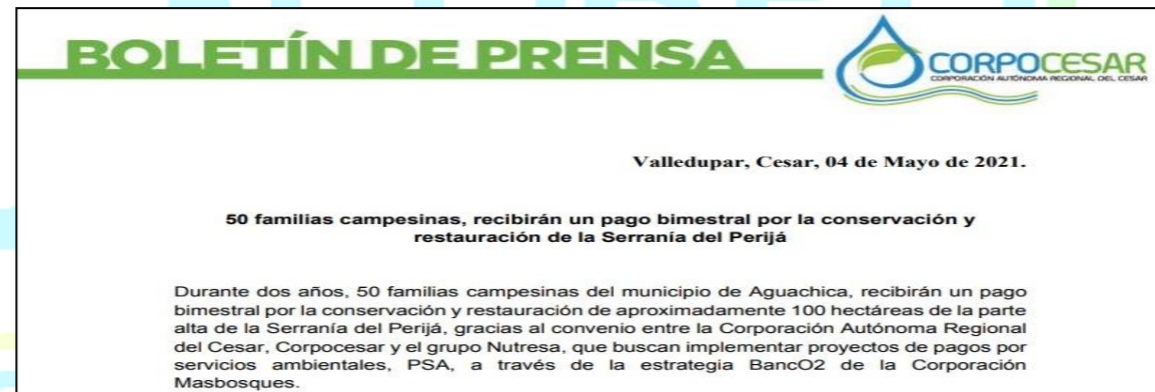 BOLETÍN DE PRENSA
CORPOCESAR
CORPORACIÓN AUTÓNOMA REGIONAL DEL CESAR
Valledupar, Cesar, 04 de Mayo de 2021.
50 familias campesinas, recibirán un pago bimestral por la conservación y
restauración de la Serranía del Perijá
Durante dos años, 50 familias campesinas del municipio de Aguachica, recibirán un pago
bimestral por la conservación y restauración de aproximadamente 100 hectáreas de la parte
alta de la Serranía del Perijá, gracias al convenio entre la Corporación Autónoma Regional
del Cesar, Corpocesar y el grupo Nutresa, que buscan implementar proyectos de pagos por
servicios ambientales, PSA, a través de la estrategia BancO2 de la Corporación
Masbosques.